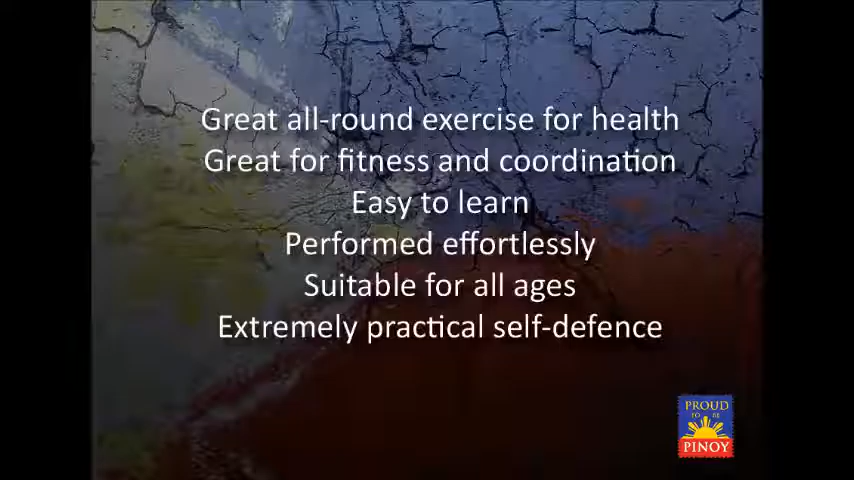 Great all-round exercise for health
Great for fitness and coordination
Easy to learn
Performed effortlessly
Suitable for all ages
Extremely practical self-defence
PROUD
TO BE
PINOY